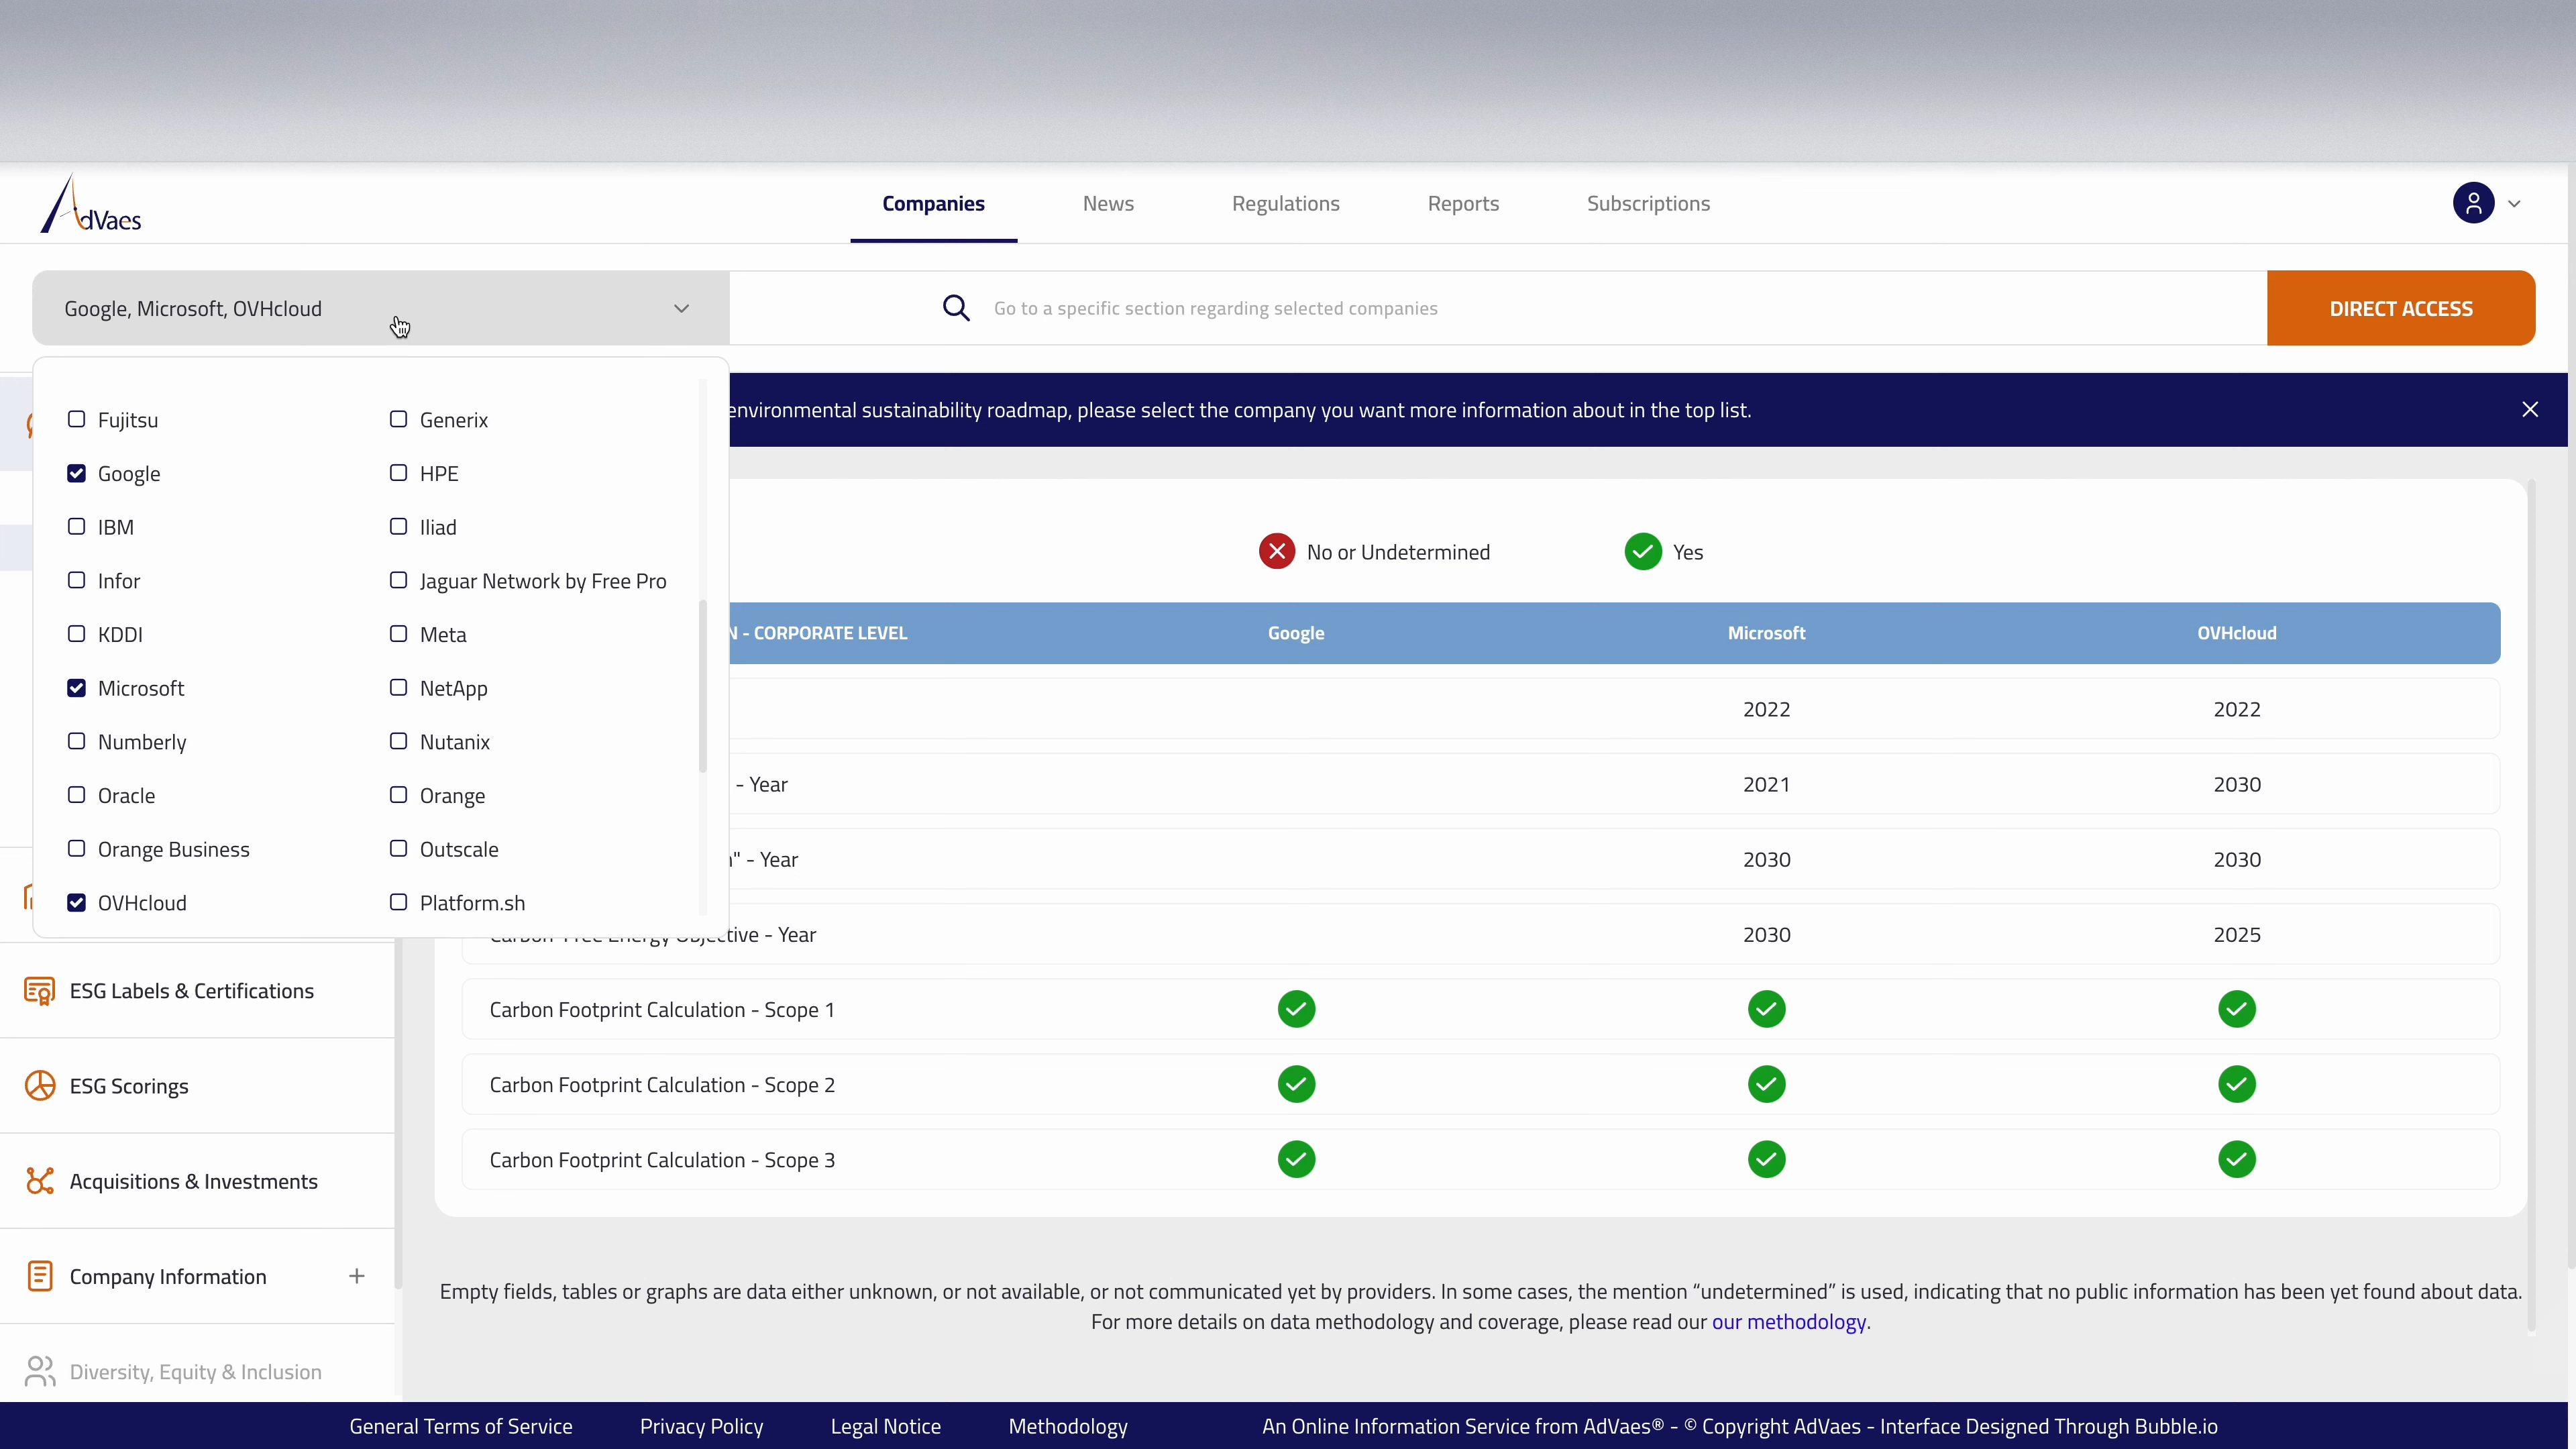 AdVaes
Companies
News
Regulations
Reports
Subscriptions
Google, Microsoft, OVHcloud
Go to a specific section regarding selected companies
DIRECT ACCESS
environmental sustainability roadmap, please select the company you want more information about in the top list.
Fujitsu
Generix
Google
HPE
IBM
Iliad
Infor
Jaguar Network by Free Pro
KDDI
Meta
Microsoft
NetApp
Numberly
Nutanix
Oracle
Orange
Orange Business
Outscale
OVHcloud
Platform.sh
No or Undetermined
Yes
N - CORPORATE LEVEL
Google
Microsoft
OVHcloud
2022
2022
- Year
2021
2030
" - Year
2030
2030
Carbon-Free Energy Objective - Year
2030
2025
Carbon Footprint Calculation - Scope 1
Carbon Footprint Calculation - Scope 2
Carbon Footprint Calculation - Scope 3
ESG Labels & Certifications
ESG Scorings
Acquisitions & Investments
Company Information
Diversity, Equity & Inclusion
Empty fields, tables or graphs are data either unknown, or not available, or not communicated yet by providers. In some cases, the mention “undetermined” is used, indicating that no public information has been yet found about data.
For more details on data methodology and coverage, please read our our methodology.
General Terms of Service
Privacy Policy
Legal Notice
Methodology
An Online Information Service from AdVaes® - © Copyright AdVaes - Interface Designed Through Bubble.io